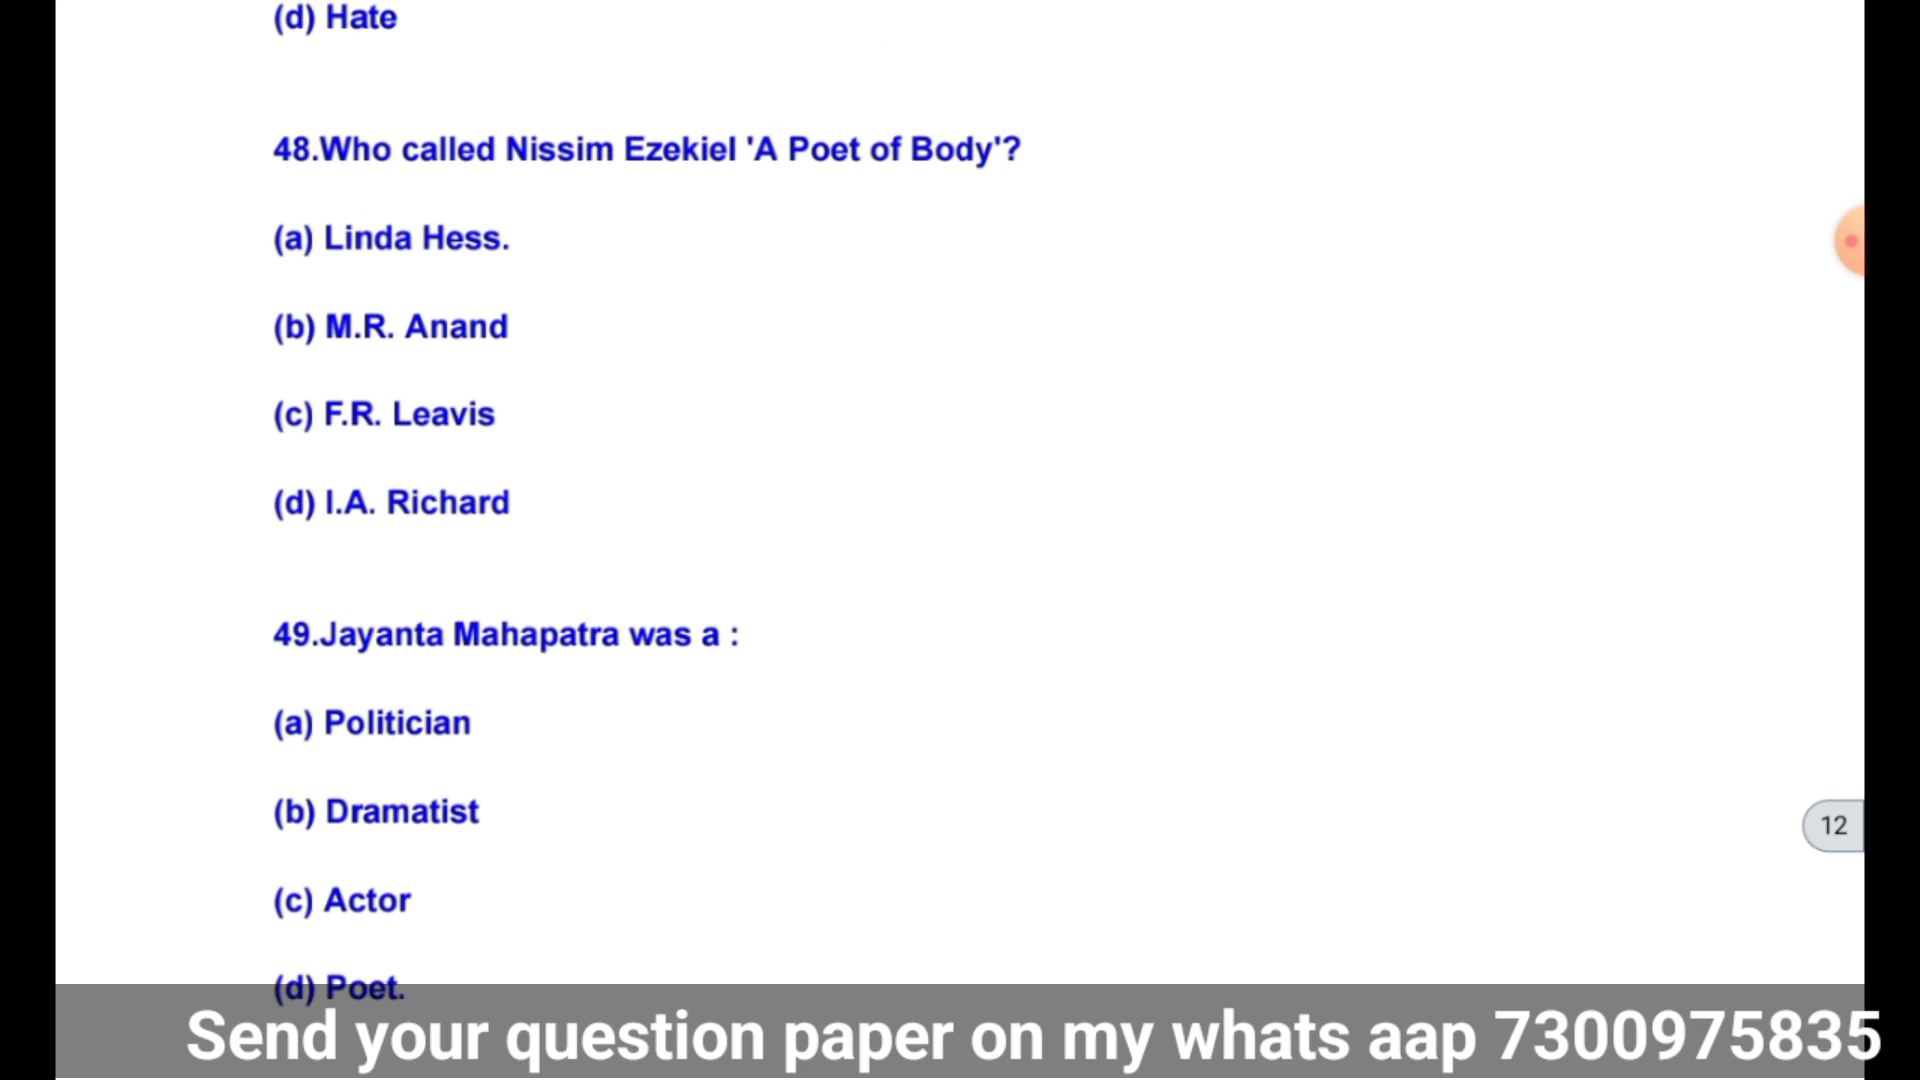 (d) Hate
48.Who called Nissim Ezekiel 'A Poet of Body'?
(a) Linda Hess.
(b) M.R. Anand
(c) F.R. Leavis
(d) I.A. Richard
49.Jayanta Mahapatra was a :
(a) Politician
(b) Dramatist
12
(c) Actor
(d) Poet.
Send your question paper on my whats aap 7300975835